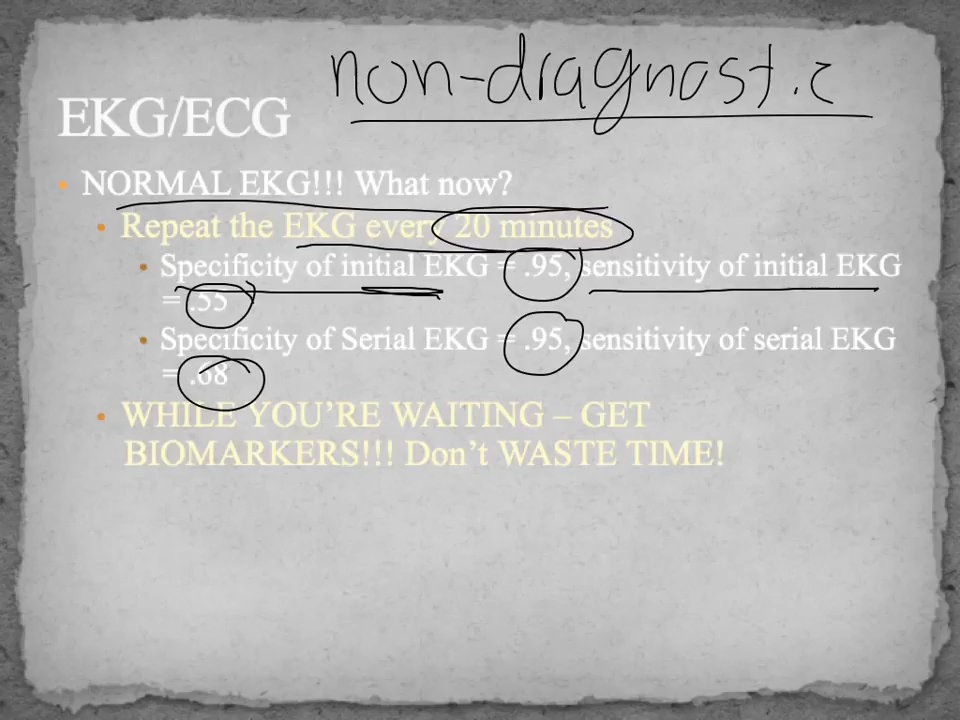 non-diagnostic
EKG/ECG
• NORMAL EKG!!! What now?
• Repeat the EKG every 20 minutes
• Specificity of initial EKG = .95, sensitivity of initial EKG
= .55
• Specificity of Serial EKG = .95, sensitivity of serial EKG
= .68
• WHILE YOU’RE WAITING – GET
BIOMARKERS!!! Don’t WASTE TIME!